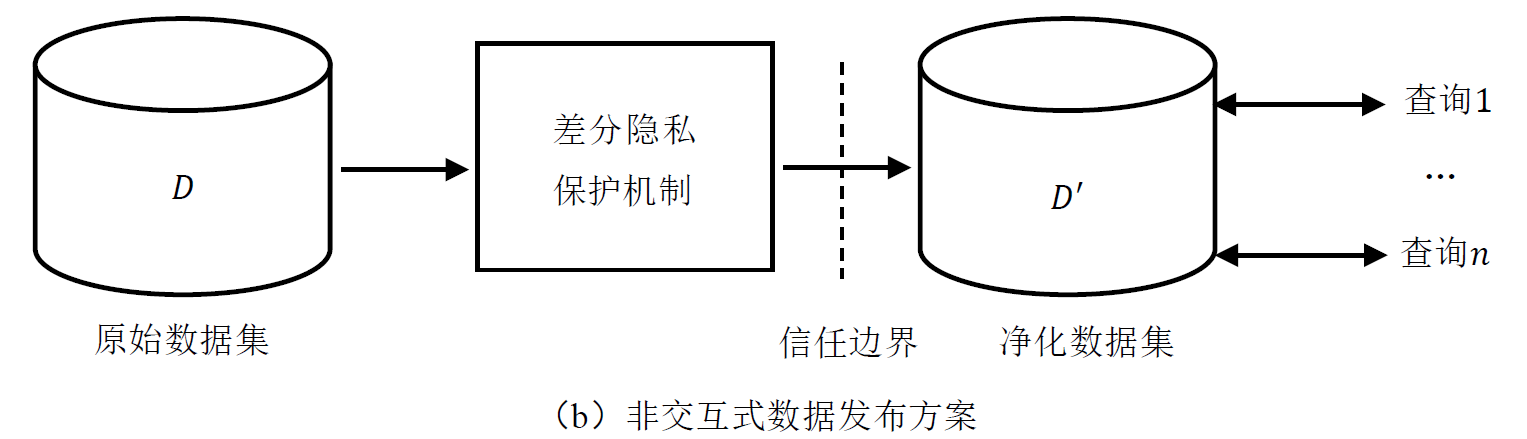 D
差分隐私
保护机制
D′
查询1
...
查询n
原始数据集
信任边界
净化数据集
（b）非交互式数据发布方案